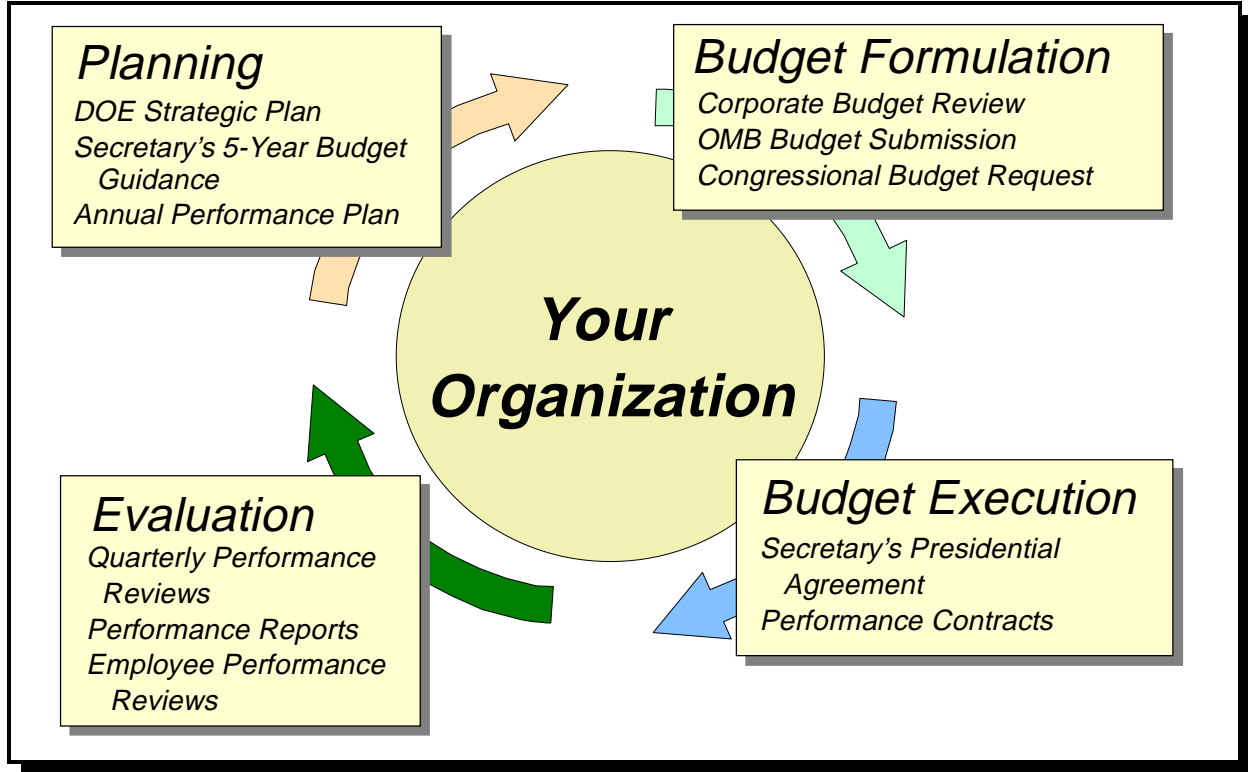 Planning
DOE Strategic Plan
Secretary's 5-Year Budget
Guidance
Annual Performance Plan
Budget Formulation
Corporate Budget Review
OMB Budget Submission
Congressional Budget Request
Your
Organization
Evaluation
Quarterly Performance
Reviews
Performance Reports
Employee Performance
Reviews
Budget Execution
Secretary's Presidential
Agreement
Performance Contracts